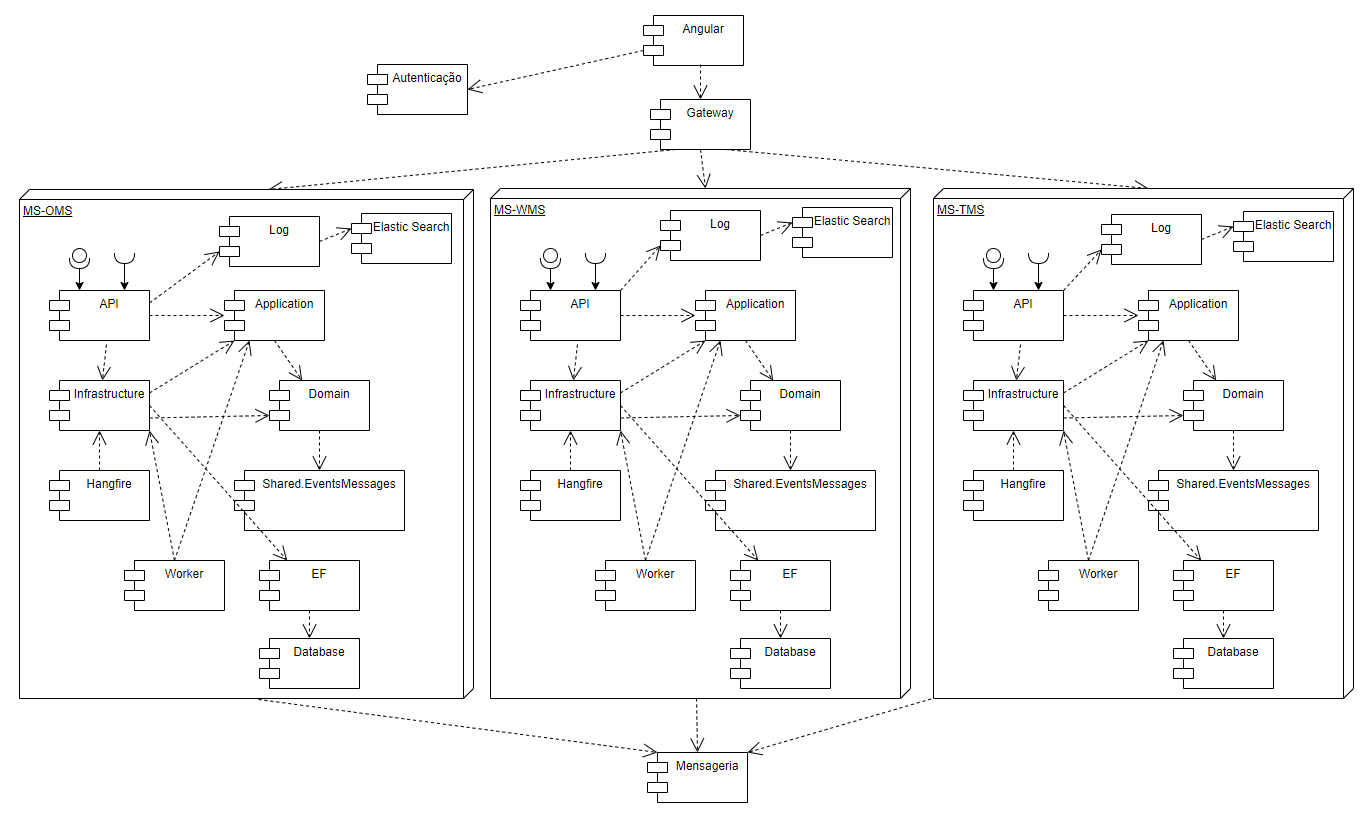 Angular
Autenticação
Gateway
MS-OMS
Log
Elastic Search
API
Application
Infrastructure
Domain
Hangfire
Shared.EventsMessages
Worker
EF
Database
MS-WMS
Log
Elastic Search
API
Application
Infrastructure
Domain
Hangfire
Shared.EventsMessages
Worker
EF
Database
MS-TMS
Log
Elastic Search
API
Application
Infrastructure
Domain
Hangfire
Shared.EventsMessages
Worker
EF
Database
Mensageria